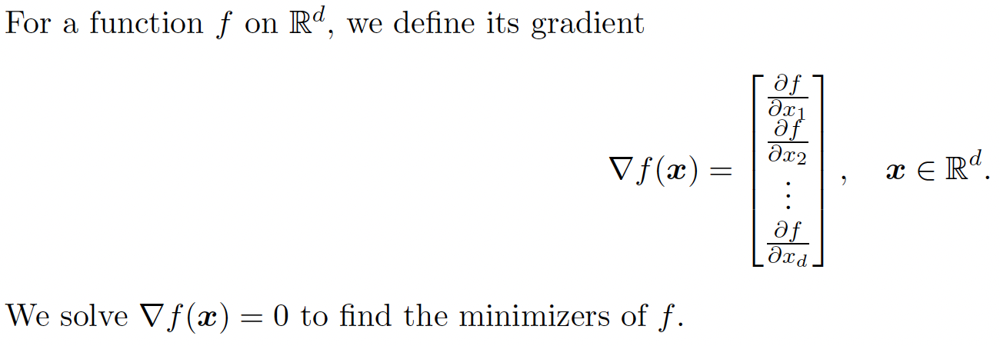 For a function $f$ on $\mathbb{R}^d$, we define its gradient
$$\nabla f(\boldsymbol{x}) = \begin{bmatrix} \frac{\partial f}{\partial x_1} \\ \frac{\partial f}{\partial x_2} \\ \vdots \\ \frac{\partial f}{\partial x_d} \end{bmatrix}, \quad \boldsymbol{x} \in \mathbb{R}^d.$$
We solve $\nabla f(\boldsymbol{x}) = 0$ to find the minimizers of $f$.